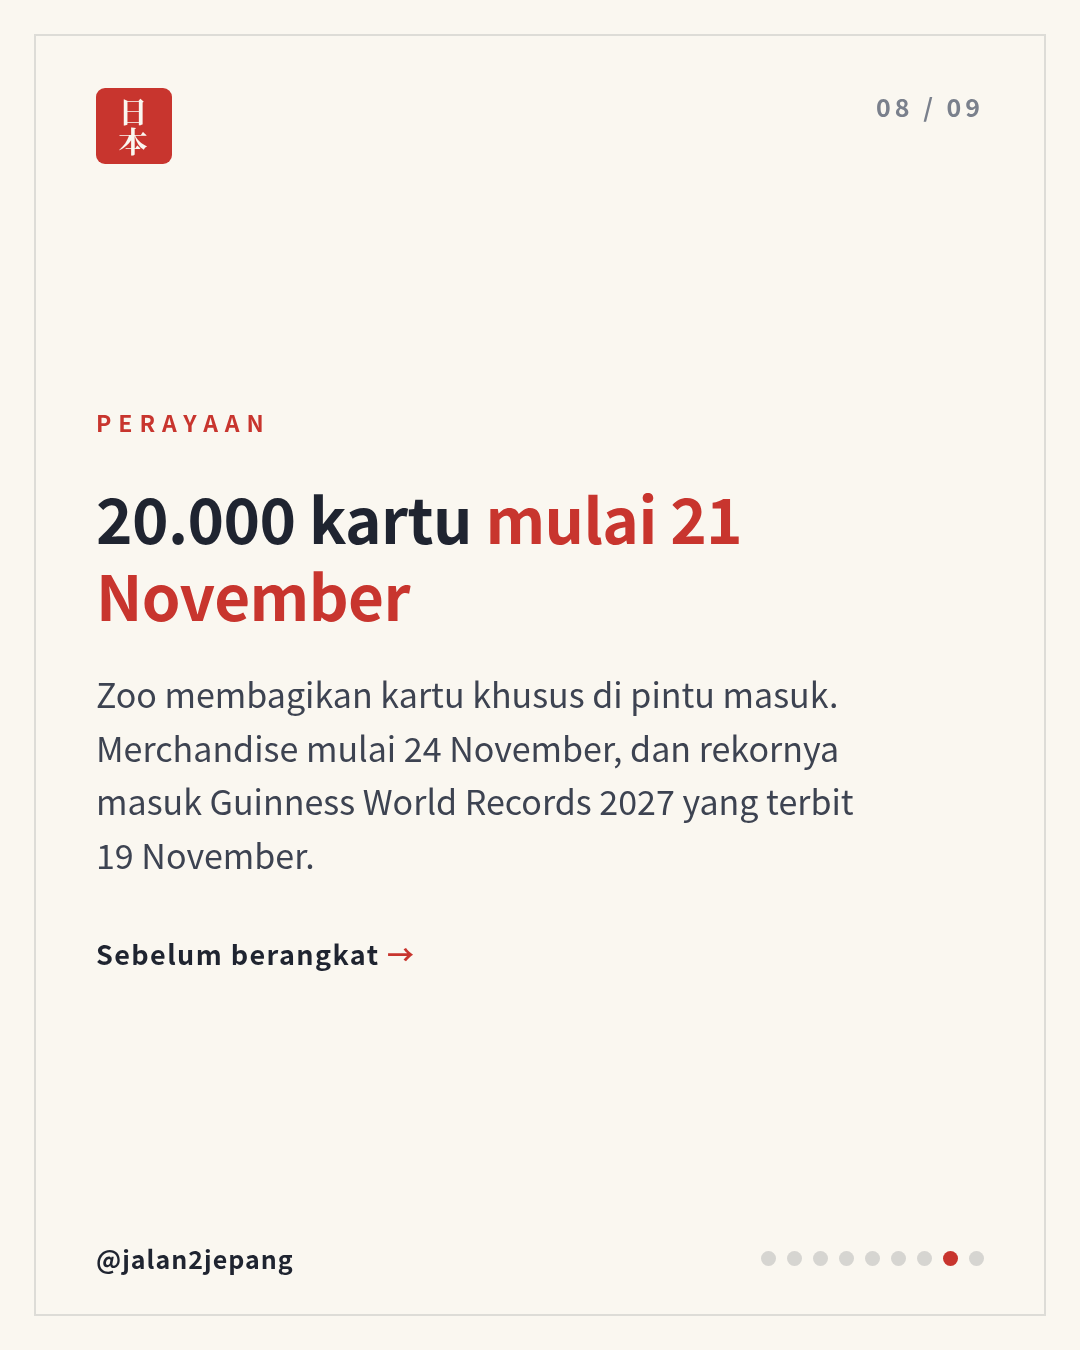 日本
08 / 09
PERAYAAN
20.000 kartu mulai 21
November
Zoo membagikan kartu khusus di pintu masuk.
Merchandise mulai 24 November, dan rekornya
masuk Guinness World Records 2027 yang terbit
19 November.
Sebelum berangkat →
@jalan2jepang